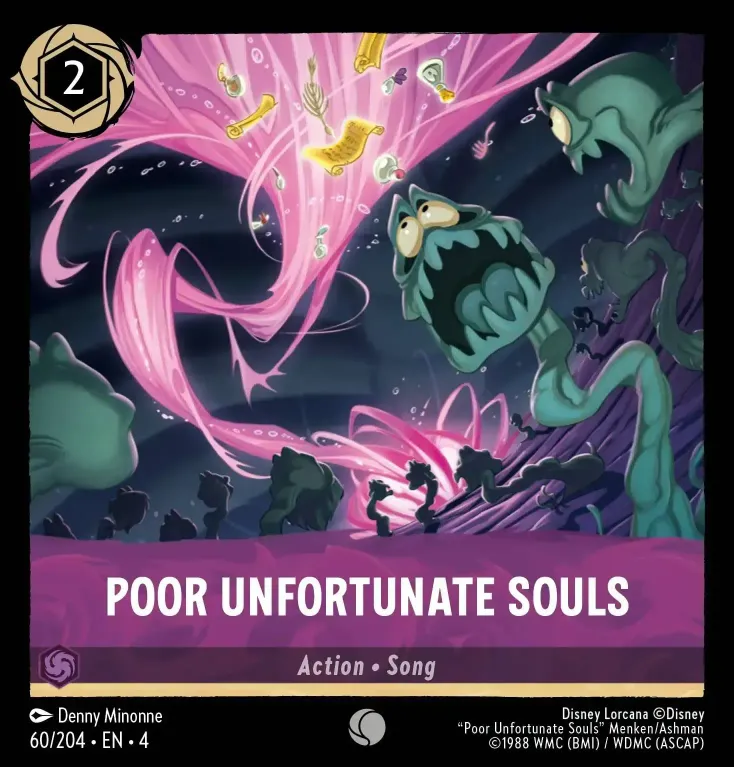 2
POOR UNFORTUNATE SOULS
Action • Song
Denny Minonne
60/204 • EN • 4
Disney Lorcana ©Disney
“Poor Unfortunate Souls” Menken/Ashman
©1988 WMC (BMI) / WDMC (ASCAP)